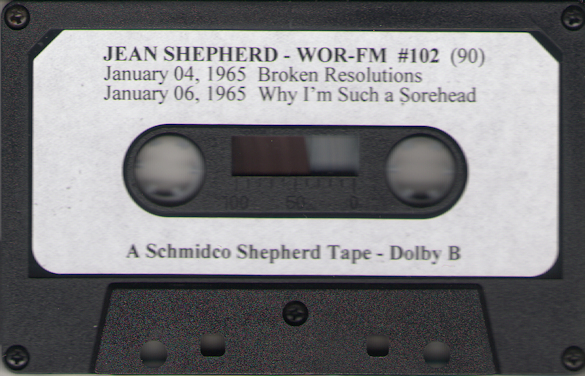 JEAN SHEPHERD - WOR-FM #102 (90)
January 04, 1965 Broken Resolutions
January 06, 1965 Why I'm Such a Sorehead
100 50 0
A Schmidco Shepherd Tape - Dolby B